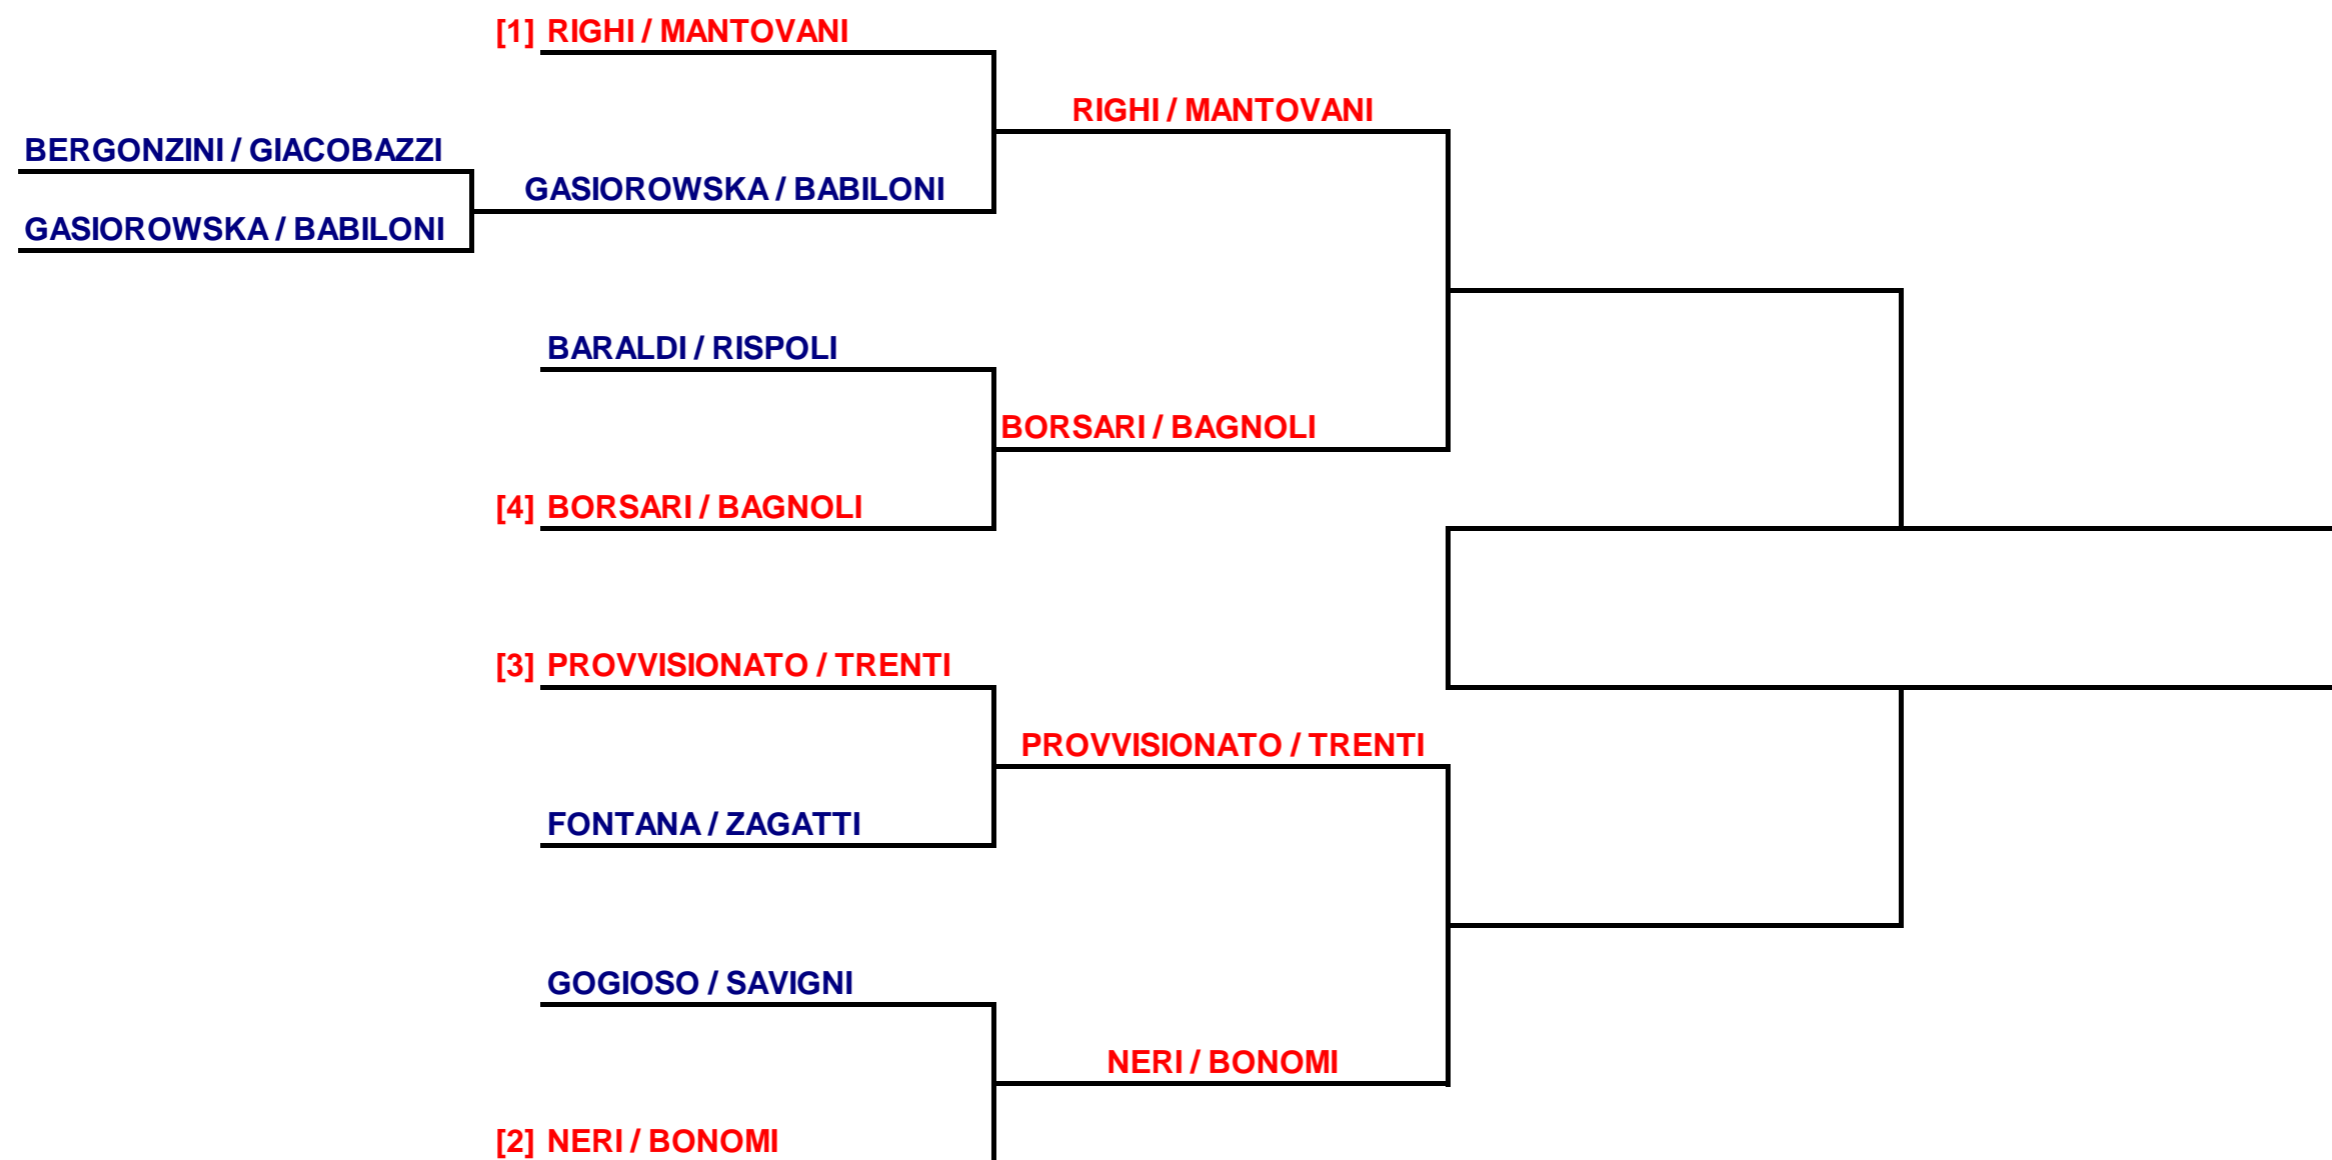 [1] RIGHI / MANTOVANI
RIGHI / MANTOVANI
BERGONZINI / GIACOBAZZI
GASIOROWSKA / BABILONI
GASIOROWSKA / BABILONI
BARALDI / RISPOLI
BORSARI / BAGNOLI
[4] BORSARI / BAGNOLI
[3] PROVVISIONATO / TRENTI
PROVVISIONATO / TRENTI
FONTANA / ZAGATTI
GOGIOSO / SAVIGNI
NERI / BONOMI
[2] NERI / BONOMI